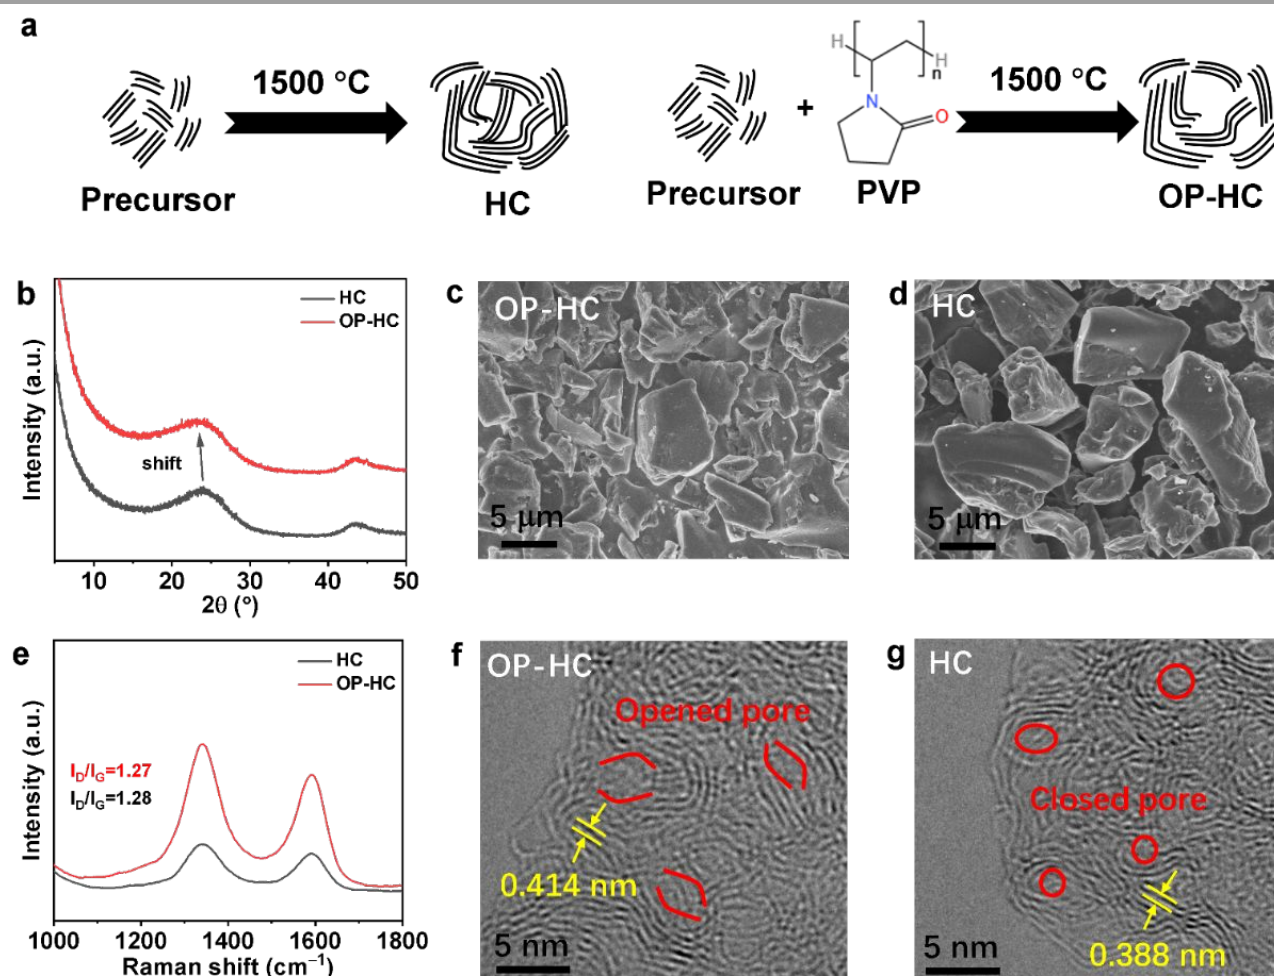 a
1500 °C
Precursor
HC
Precursor
+
H
n
H
N
O
PVP
1500 °C
OP-HC
b
HC
OP-HC
shift
Intensity (a.u.)
10 20 30 40 50
2θ (°)
c
OP-HC
5 μm
d
HC
5 μm
e
HC
OP-HC
I_D/I_G=1.27
I_D/I_G=1.28
Intensity (a.u.)
1000 1200 1400 1600 1800
Raman shift (cm⁻¹)
f
OP-HC
Opened pore
0.414 nm
5 nm
g
HC
Closed pore
0.388 nm
5 nm